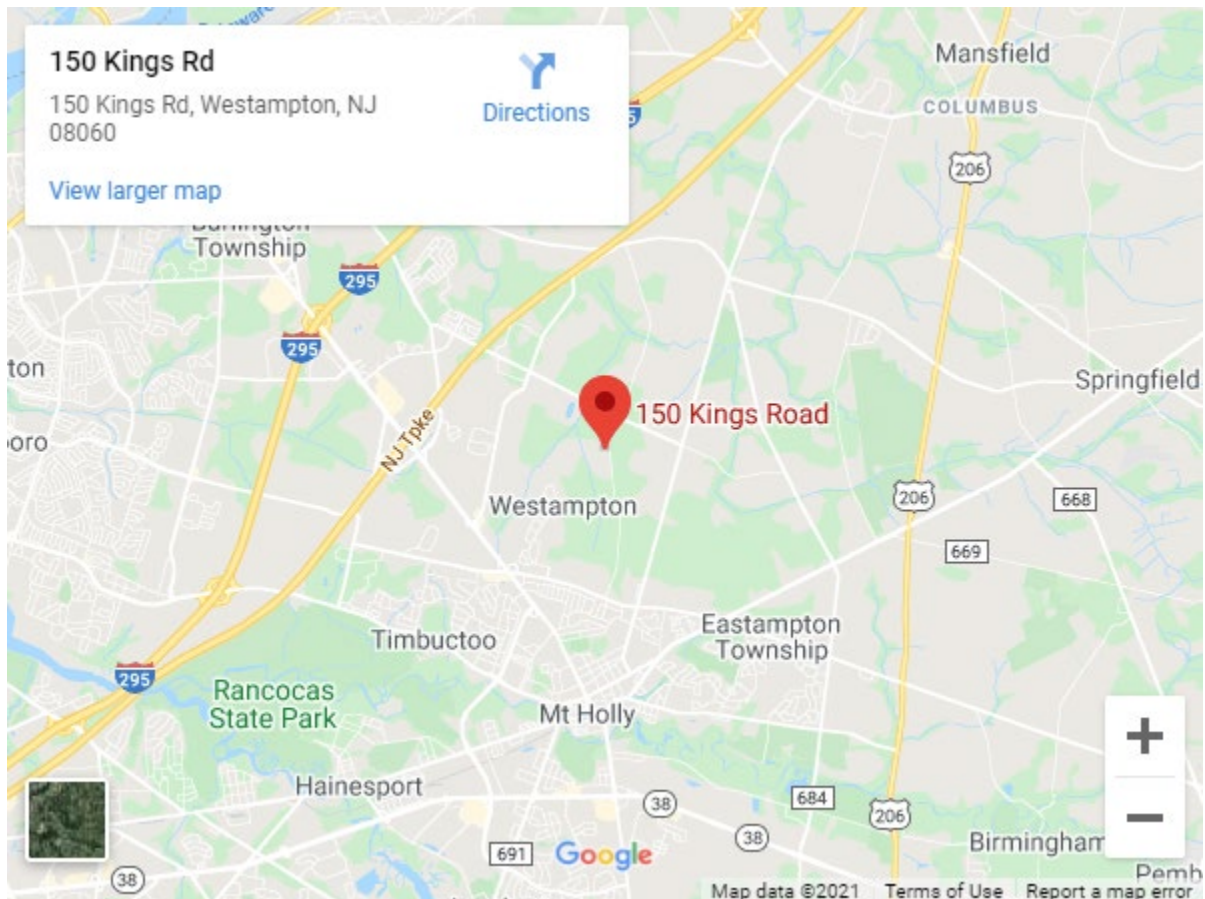 Delaware
150 Kings Rd
150 Kings Rd, Westampton, NJ
08060
Directions
View larger map
Mansfield
COLUMBUS
206
Burlington
Township
295
295
ton
oro
NJ Tpke
150 Kings Road
Springfield
Westampton
206
668
669
Timbuctoo
Eastampton
Township
295
Rancocas
State Park
Mt Holly
Hainesport
38
684
206
38
Birmingham
691
Google
38
Pemb
Map data ©2021 Terms of Use Report a map error